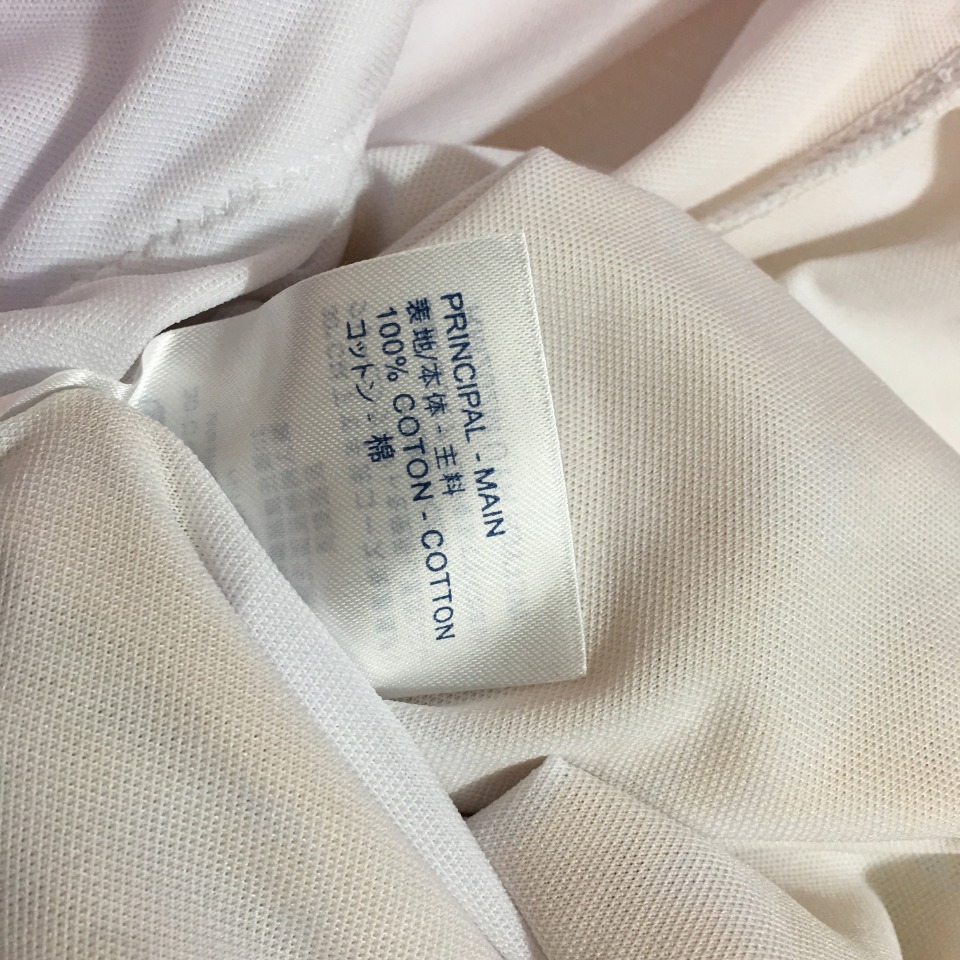 PRINCIPAL - MAIN
表地/本体 - 主料
100% COTON - COTTON
コットン - 棉